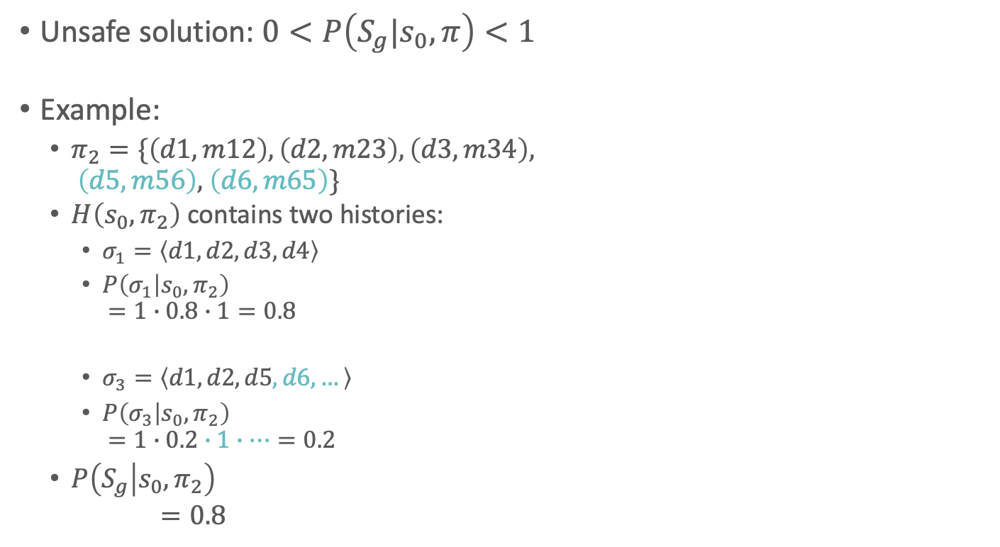 • Unsafe solution: 0 < P(S_g|s_0, π) < 1
• Example:
• π_2 = {(d1, m12), (d2, m23), (d3, m34),
(d5, m56), (d6, m65)}
• H(s_0, π_2) contains two histories:
• σ_1 = ⟨d1, d2, d3, d4⟩
• P(σ_1|s_0, π_2)
= 1 · 0.8 · 1 = 0.8
• σ_3 = ⟨d1, d2, d5, d6, … ⟩
• P(σ_3|s_0, π_2)
= 1 · 0.2 · 1 · ⋯ = 0.2
• P(S_g|s_0, π_2)
= 0.8